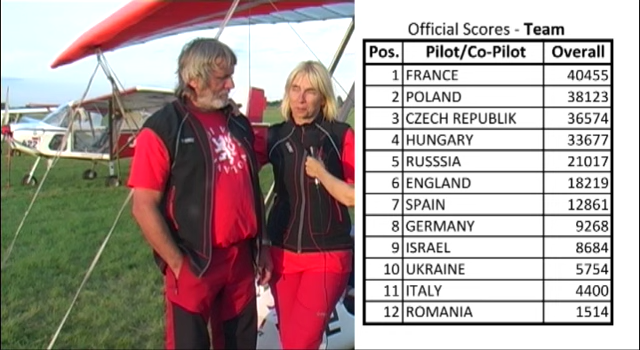 Official Scores - Team
Pos. Pilot/Co-Pilot Overall
1 FRANCE 40455
2 POLAND 38123
3 CZECH REPUBLIK 36574
4 HUNGARY 33677
5 RUSSSIA 21017
6 ENGLAND 18219
7 SPAIN 12861
8 GERMANY 9268
9 ISRAEL 8684
10 UKRAINE 5754
11 ITALY 4400
12 ROMANIA 1514